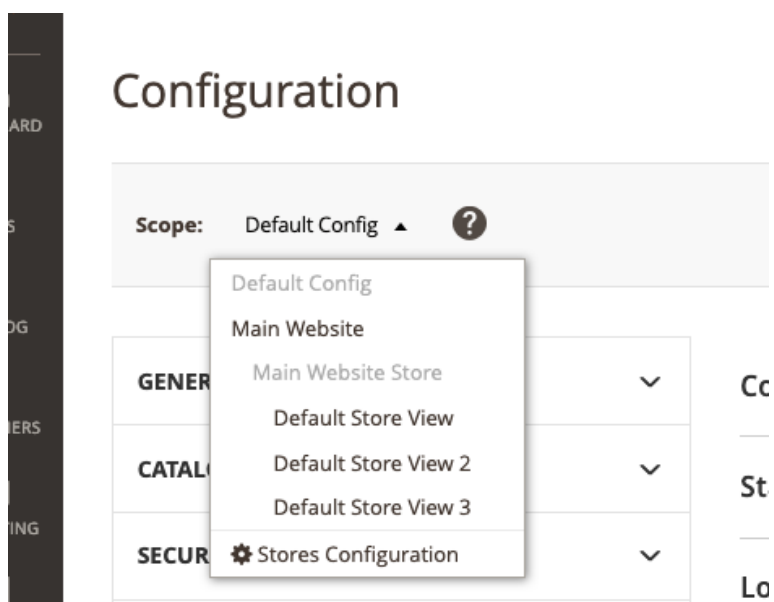 Configuration
ARD
S
Scope: Default Config
?
Default Config
Main Website
OG
Main Website Store
GENER
Co
Default Store View
ERS
Default Store View 2
CATAL
St
Default Store View 3
ING
SECUR
Stores Configuration
Lo